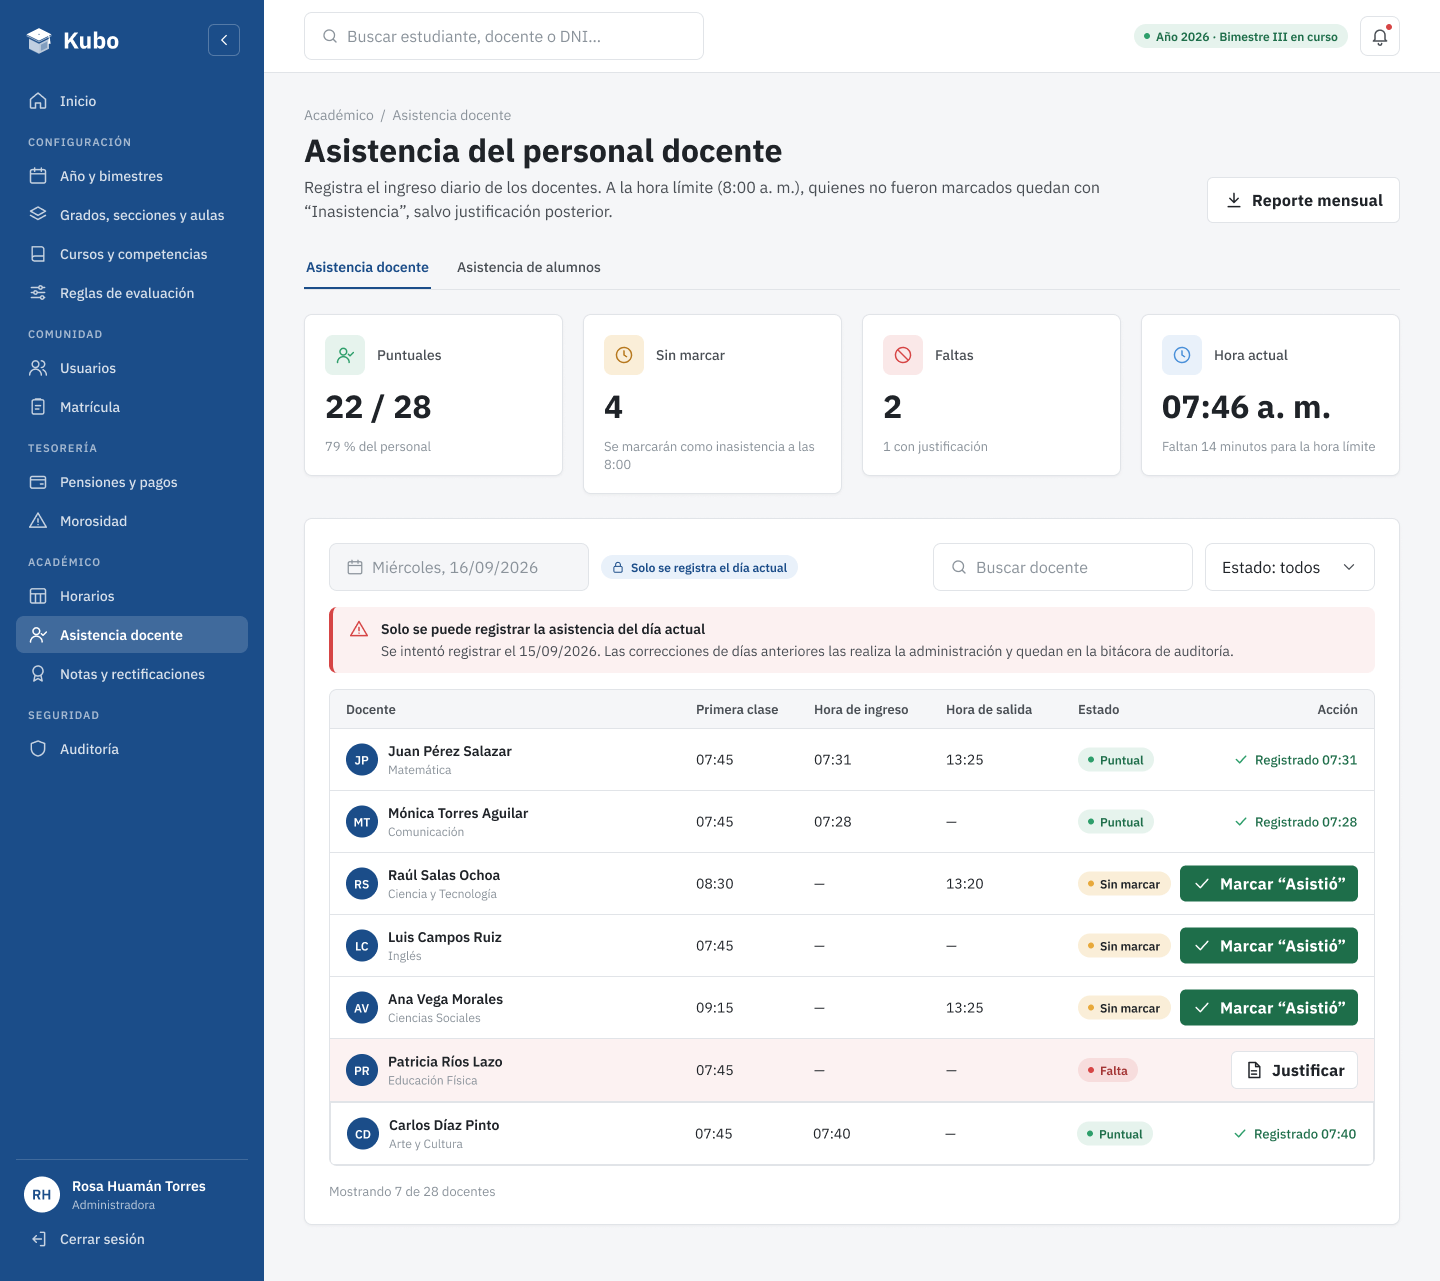 Kubo
Inicio
CONFIGURACIÓN
Año y bimestres
Grados, secciones y aulas
Cursos y competencias
Reglas de evaluación
COMUNIDAD
Usuarios
Matrícula
TESORERÍA
Pensiones y pagos
Morosidad
ACADÉMICO
Horarios
Asistencia docente
Notas y rectificaciones
SEGURIDAD
Auditoría
RH
Rosa Huamán Torres
Administradora
Cerrar sesión
Buscar estudiante, docente o DNI...
Año 2026 · Bimestre III en curso
Académico / Asistencia docente
Asistencia del personal docente
Registra el ingreso diario de los docentes. A la hora límite (8:00 a. m.), quienes no fueron marcados quedan con
“Inasistencia”, salvo justificación posterior.
Reporte mensual
Asistencia docente Asistencia de alumnos
Puntuales
22 / 28
79 % del personal
Sin marcar
4
Se marcarán como inasistencia a las
8:00
Faltas
2
1 con justificación
Hora actual
07:46 a. m.
Faltan 14 minutos para la hora límite
Miércoles, 16/09/2026
Solo se registra el día actual
Buscar docente
Estado: todos
Solo se puede registrar la asistencia del día actual
Se intentó registrar el 15/09/2026. Las correcciones de días anteriores las realiza la administración y quedan en la bitácora de auditoría.
Docente Primera clase Hora de ingreso Hora de salida Estado Acción
JP Juan Pérez Salazar 07:45 07:31 13:25 Puntual Registrado 07:31
Matemática
MT Mónica Torres Aguilar 07:45 07:28 — Puntual Registrado 07:28
Comunicación
RS Raúl Salas Ochoa 08:30 — 13:20 Sin marcar Marcar “Asistió”
Ciencia y Tecnología
LC Luis Campos Ruiz 07:45 — — Sin marcar Marcar “Asistió”
Inglés
AV Ana Vega Morales 09:15 — 13:25 Sin marcar Marcar “Asistió”
Ciencias Sociales
PR Patricia Ríos Lazo 07:45 — — Falta Justificar
Educación Física
CD Carlos Díaz Pinto 07:45 07:40 — Puntual Registrado 07:40
Arte y Cultura
Mostrando 7 de 28 docentes